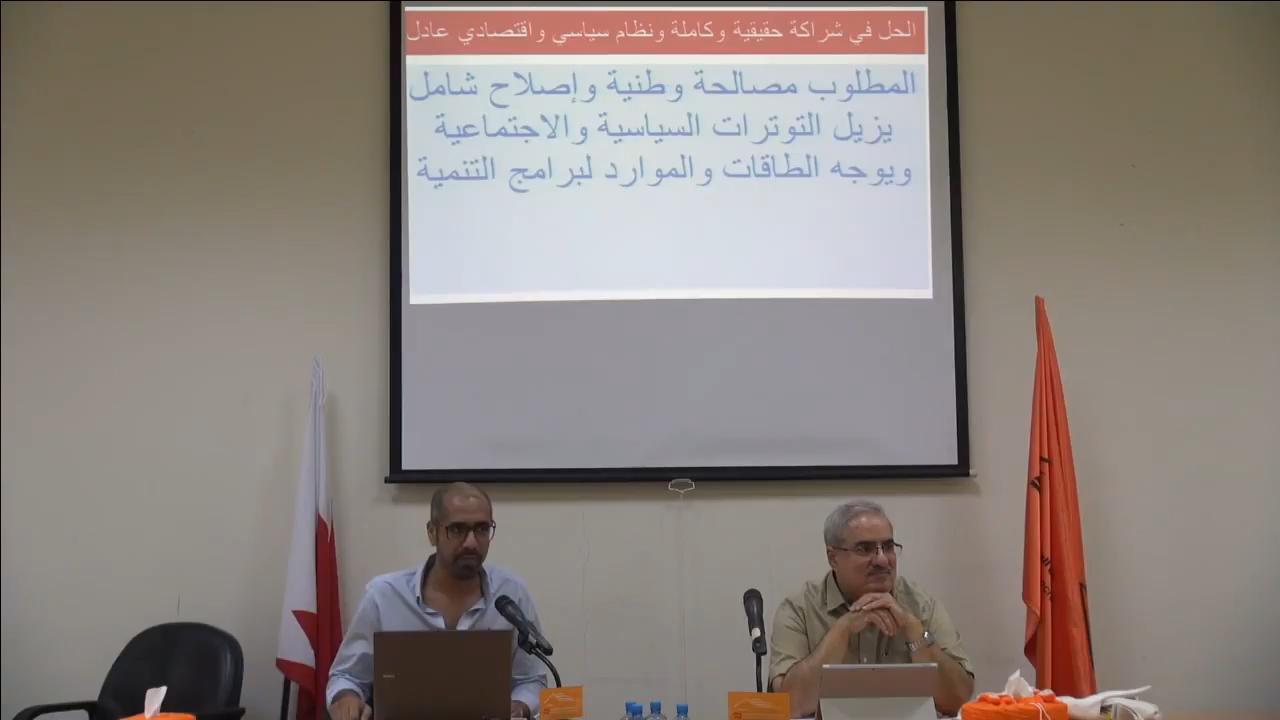 الحل في شراكة حقيقية وكاملة ونظام سياسي واقتصادي عادل
المطلوب مصالحة وطنية وإصلاح شامل
يزيل التوترات السياسية والاجتماعية
ويوجه الطاقات والموارد لبرامج التنمية